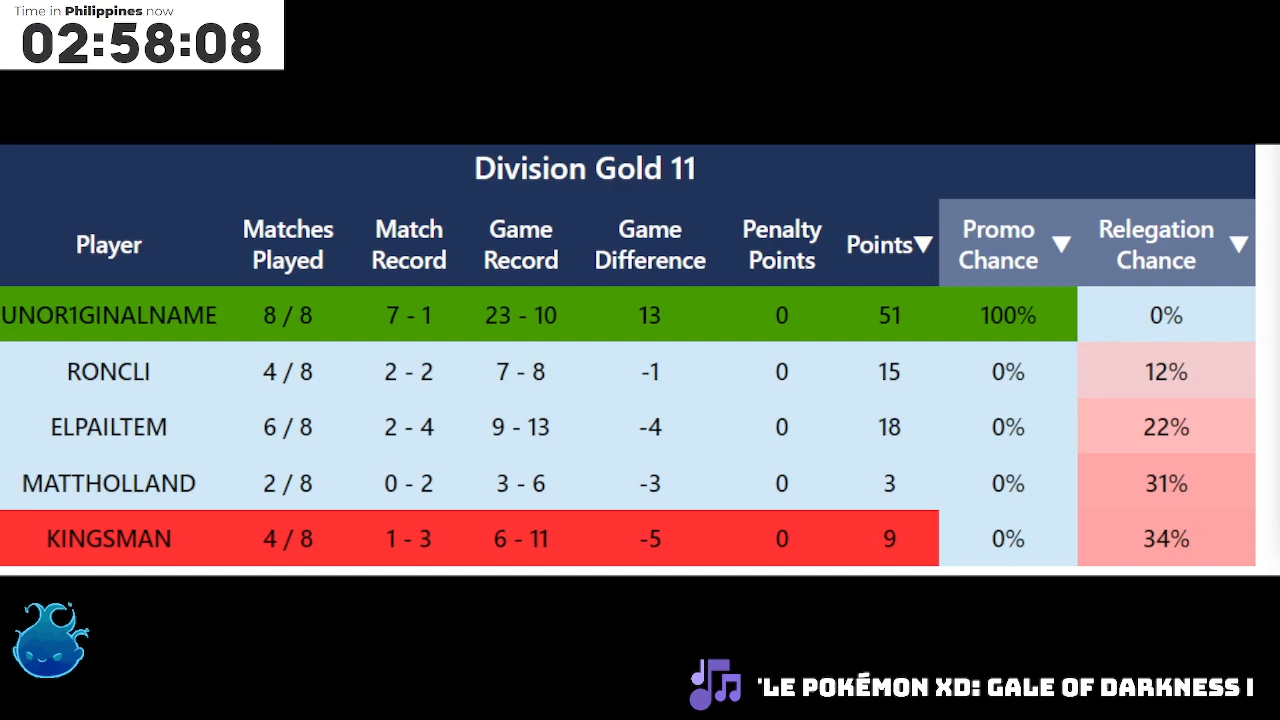 Time in Philippines now
02:58:08
Division Gold 11
Player Matches Played Match Record Game Record Game Difference Penalty Points Points▼ Promo Chance ▼ Relegation Chance ▼
UNOR1GINALNAME 8 / 8 7 - 1 23 - 10 13 0 51 100% 0%
RONCLI 4 / 8 2 - 2 7 - 8 -1 0 15 0% 12%
ELPAILTEM 6 / 8 2 - 4 9 - 13 -4 0 18 0% 22%
MATTHOLLAND 2 / 8 0 - 2 3 - 6 -3 0 3 0% 31%
KINGSMAN 4 / 8 1 - 3 6 - 11 -5 0 9 0% 34%
'LE POKÉMON XD: GALE OF DARKNESS